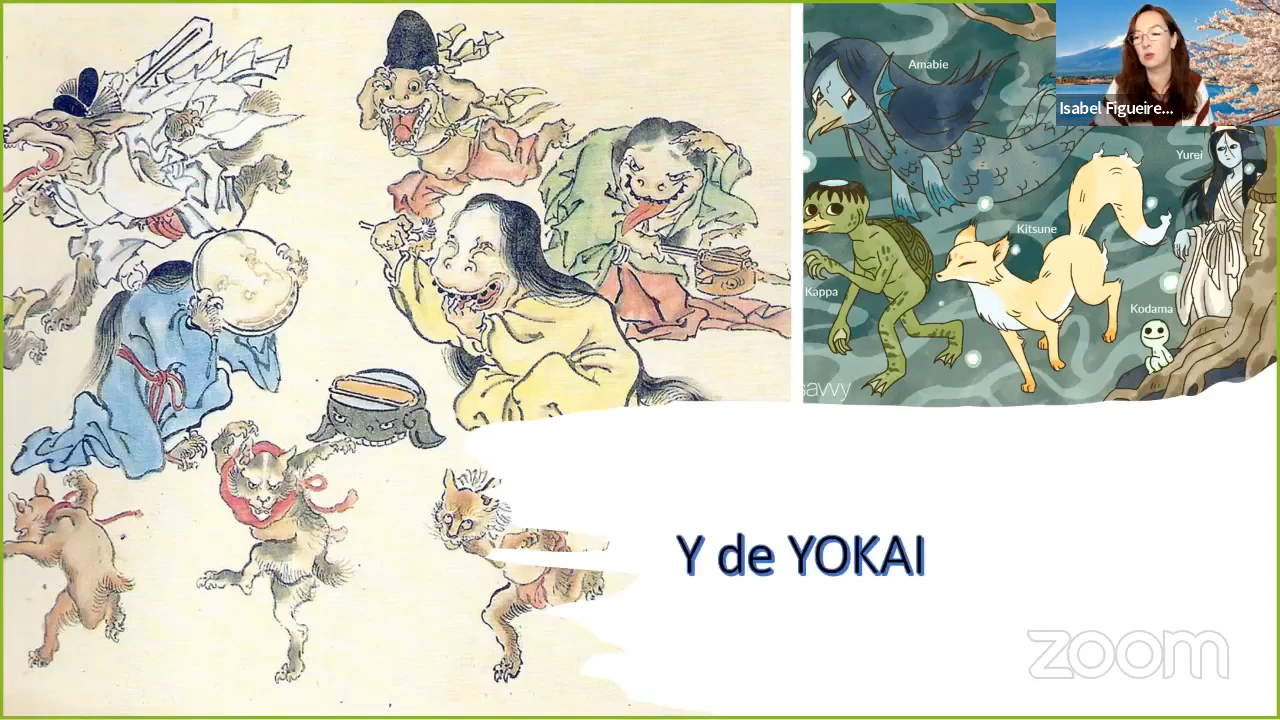 Amabie
Isabel Figueire...
Yurei
Kitsune
Kappa
Kodama
savvy
Y de YOKAI
zoom